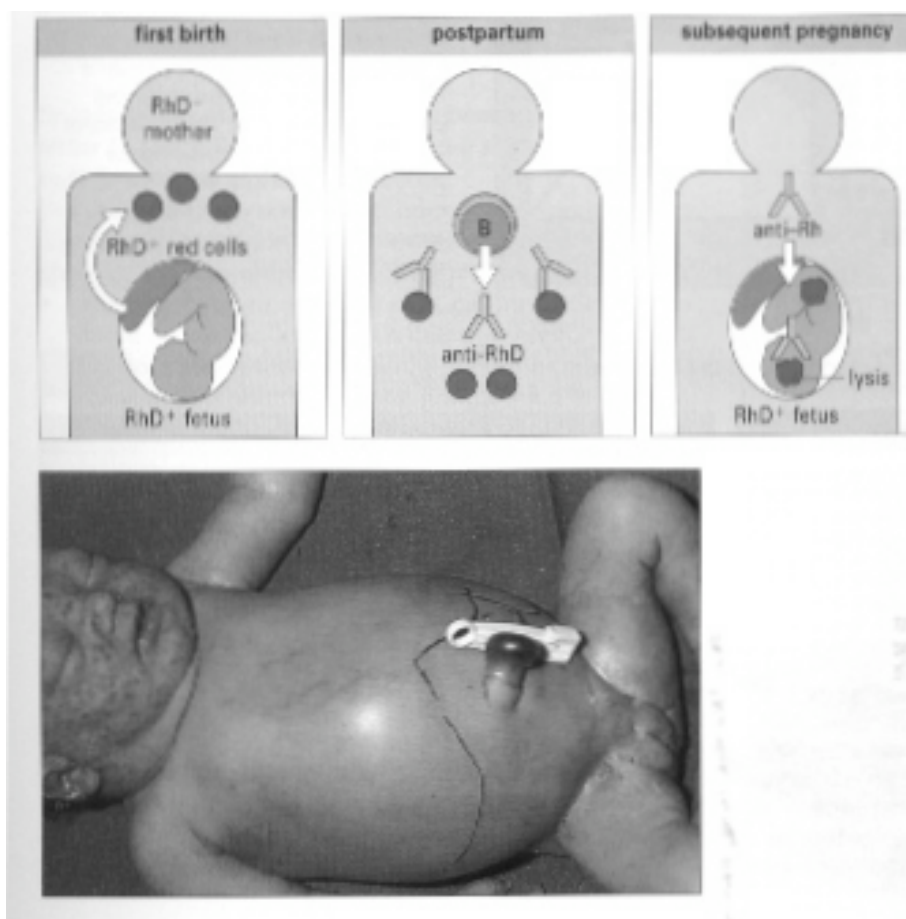 first birth
RhD⁻
mother
RhD⁺ red cells
RhD⁺ fetus
postpartum
B
anti-RhD
subsequent pregnancy
anti–Rh
lysis
RhD⁺ fetus